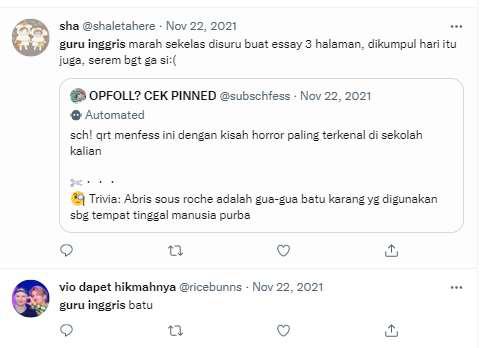 sha @shaletahere · Nov 22, 2021
guru inggris marah sekelas disuru buat essay 3 halaman, dikumpul hari itu
juga, serem bgt ga si:(
OPFOLL? CEK PINNED @subschfess · Nov 22, 2021
Automated
sch! qrt menfess ini dengan kisah horror paling terkenal di sekolah
kalian
✂️ · · ·
🧐 Trivia: Abris sous roche adalah gua-gua batu karang yg digunakan
sbg tempat tinggal manusia purba
vio dapet hikmahnya @ricebunns · Nov 22, 2021
guru inggris batu